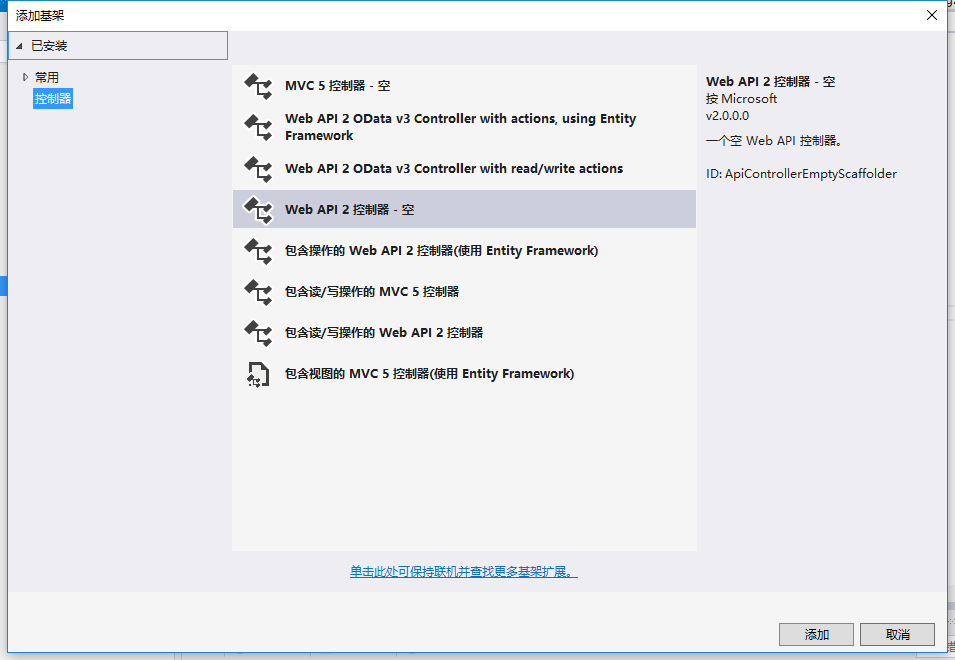 添加基架
已安装
常用
控制器
MVC 5 控制器 - 空
Web API 2 OData v3 Controller with actions, using Entity
Framework
Web API 2 OData v3 Controller with read/write actions
Web API 2 控制器 - 空
包含操作的 Web API 2 控制器(使用 Entity Framework)
包含读/写操作的 MVC 5 控制器
包含读/写操作的 Web API 2 控制器
包含视图的 MVC 5 控制器(使用 Entity Framework)
Web API 2 控制器 - 空
按 Microsoft
v2.0.0.0
一个空 Web API 控制器。
ID: ApiControllerEmptyScaffolder
单击此处可保持联机并查找更多基架扩展。
添加
取消